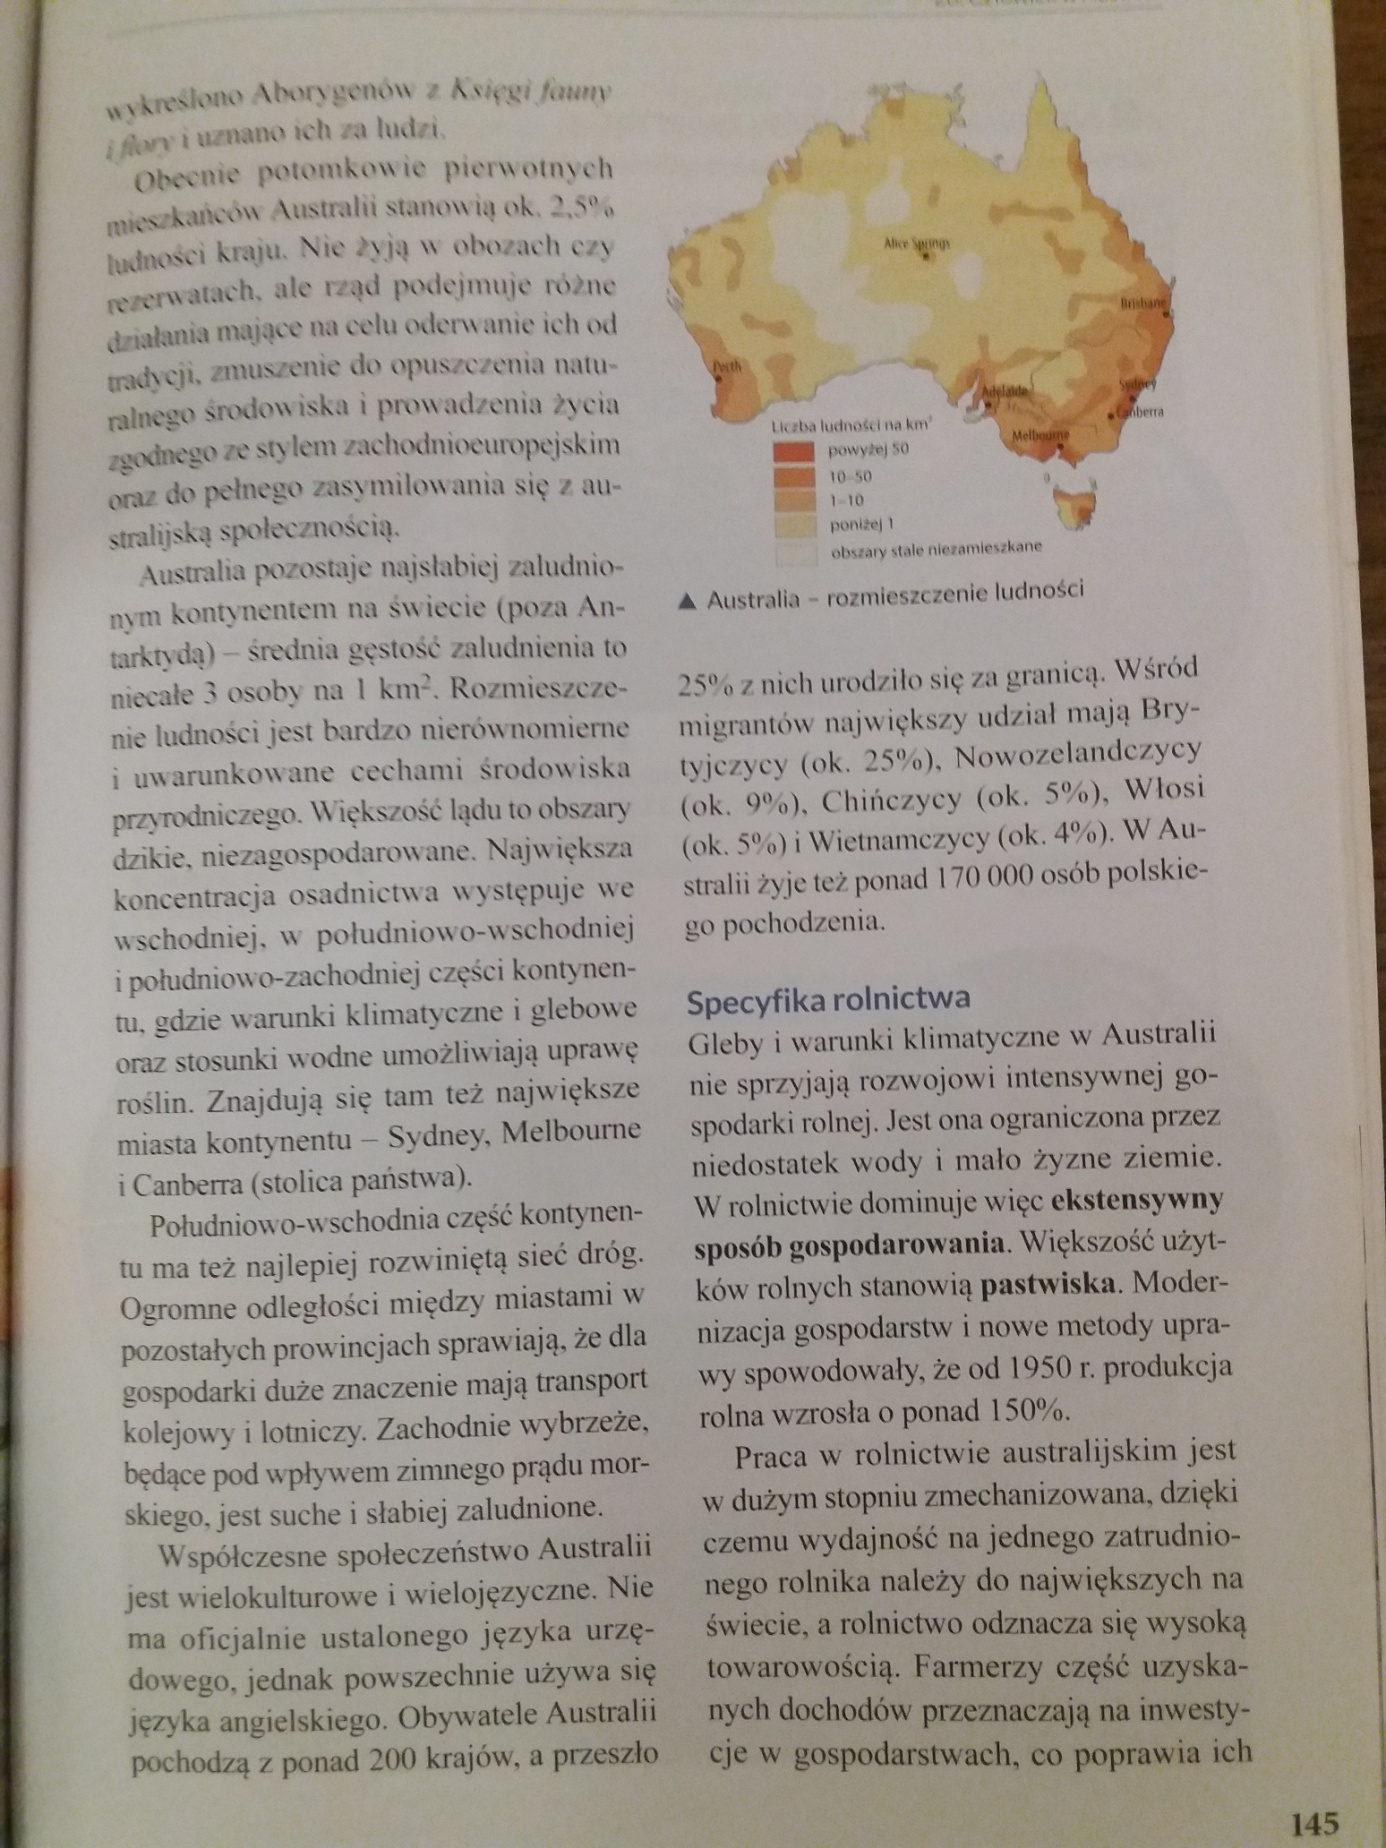 wykreślono Aborygenów z Księgi fauny
i flory i uznano ich za ludzi.
Obecnie potomkowie pierwotnych
mieszkańców Australii stanowią ok. 2,5%
ludności kraju. Nie żyją w obozach czy
rezerwatach, ale rząd podejmuje różne
działania mające na celu oderwanie ich od
tradycji, zmuszenie do opuszczenia natu-
ralnego środowiska i prowadzenia życia
zgodnego ze stylem zachodnioeuropejskim
oraz do pełnego zasymilowania się z au-
stralijską społecznością.
Australia pozostaje najsłabiej zaludnio-
nym kontynentem na świecie (poza An-
tarktydą) – średnia gęstość zaludnienia to
niecałe 3 osoby na 1 km². Rozmieszcze-
nie ludności jest bardzo nierównomierne
i uwarunkowane cechami środowiska
przyrodniczego. Większość lądu to obszary
dzikie, niezagospodarowane. Największa
koncentracja osadnictwa występuje we
wschodniej, w południowo-wschodniej
i południowo-zachodniej części kontynen-
tu, gdzie warunki klimatyczne i glebowe
oraz stosunki wodne umożliwiają uprawę
roślin. Znajdują się tam też największe
miasta kontynentu – Sydney, Melbourne
i Canberra (stolica państwa).
Południowo-wschodnia część kontynen-
tu ma też najlepiej rozwiniętą sieć dróg.
Ogromne odległości między miastami w
pozostałych prowincjach sprawiają, że dla
gospodarki duże znaczenie mają transport
kolejowy i lotniczy. Zachodnie wybrzeże,
będące pod wpływem zimnego prądu mor-
skiego, jest suche i słabiej zaludnione.
Współczesne społeczeństwo Australii
jest wielokulturowe i wielojęzyczne. Nie
ma oficjalnie ustalonego języka urzę-
dowego, jednak powszechnie używa się
języka angielskiego. Obywatele Australii
pochodzą z ponad 200 krajów, a przeszło
Alice Springs
Brisbane
Perth
Adelaide
Sydney
Canberra
Melbourne
Liczba ludności na km²
powyżej 50
10–50
1–10
poniżej 1
obszary stale niezamieszkane
▲ Australia – rozmieszczenie ludności
25% z nich urodziło się za granicą. Wśród
migrantów największy udział mają Bry-
tyjczycy (ok. 25%), Nowozelandczycy
(ok. 9%), Chińczycy (ok. 5%), Włosi
(ok. 5%) i Wietnamczycy (ok. 4%). W Au-
stralii żyje też ponad 170 000 osób polskie-
go pochodzenia.
Specyfika rolnictwa
Gleby i warunki klimatyczne w Australii
nie sprzyjają rozwojowi intensywnej go-
spodarki rolnej. Jest ona ograniczona przez
niedostatek wody i mało żyzne ziemie.
W rolnictwie dominuje więc ekstensywny
sposób gospodarowania. Większość użyt-
ków rolnych stanowią pastwiska. Moder-
nizacja gospodarstw i nowe metody upra-
wy spowodowały, że od 1950 r. produkcja
rolna wzrosła o ponad 150%.
Praca w rolnictwie australijskim jest
w dużym stopniu zmechanizowana, dzięki
czemu wydajność na jednego zatrudnio-
nego rolnika należy do największych na
świecie, a rolnictwo odznacza się wysoką
towarowością. Farmerzy część uzyska-
nych dochodów przeznaczają na inwesty-
cje w gospodarstwach, co poprawia ich
145